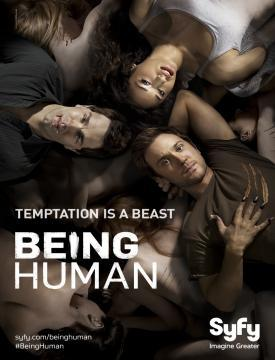 TEMPTATION IS A BEAST
BEING
HUMAN
syfy.com/beinghuman
#BeingHuman
Syfy
Imagine Greater